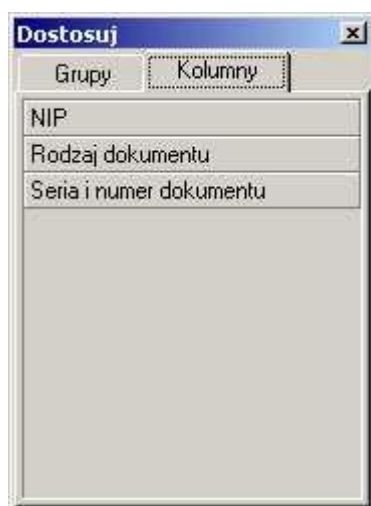 Dostosuj
Grupy Kolumny
NIP
Rodzaj dokumentu
Seria i numer dokumentu